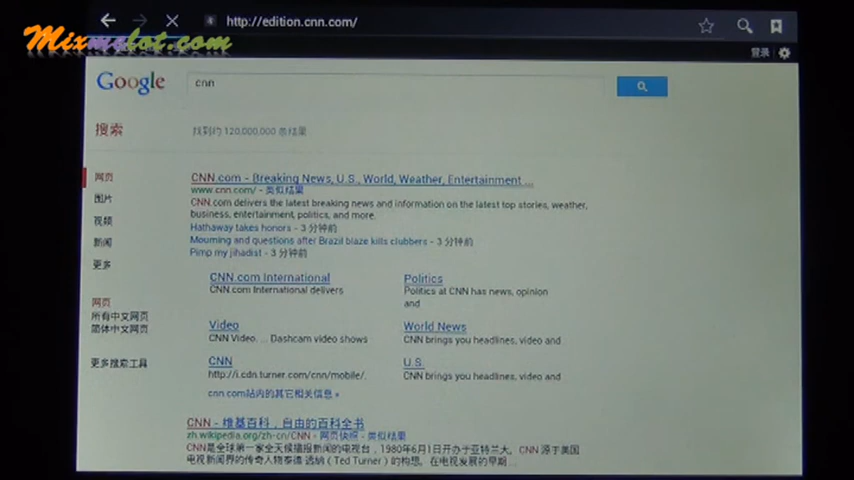 http://edition.cnn.com/
Mixmelot.com
登录
Google
cnn
搜索
找到约 120,000,000 条结果
网页
CNN.com - Breaking News, U.S., World, Weather, Entertainment ...
www.cnn.com/ - 类似结果
图片
CNN.com delivers the latest breaking news and information on the latest top stories, weather,
business, entertainment, politics, and more.
视频
Hathaway takes honors - 3 分钟前
新闻
Mourning and questions after Brazil blaze kills clubbers - 3 分钟前
Pimp my jihadist - 3 分钟前
更多
CNN.com International
CNN.com International delivers
Politics
Politics at CNN has news, opinion
and
网页
所有中文网页
简体中文网页
Video
CNN Video. ... Dashcam video shows
World News
CNN brings you headlines, video and
更多搜索工具
CNN
http://i.cdn.turner.com/cnn/mobile/.
U.S.
CNN brings you headlines, video and
cnn.com站内的其它相关信息 »
CNN - 维基百科，自由的百科全书
zh.wikipedia.org/zh-cn/CNN - 网页快照 - 类似结果
CNN是全球第一家全天候播报新闻的电视台，1980年6月1日开办于亚特兰大。CNN 源于美国
电视新闻界的传奇人物泰德·透纳（Ted Turner）的构想。在电视发展的早期 ...